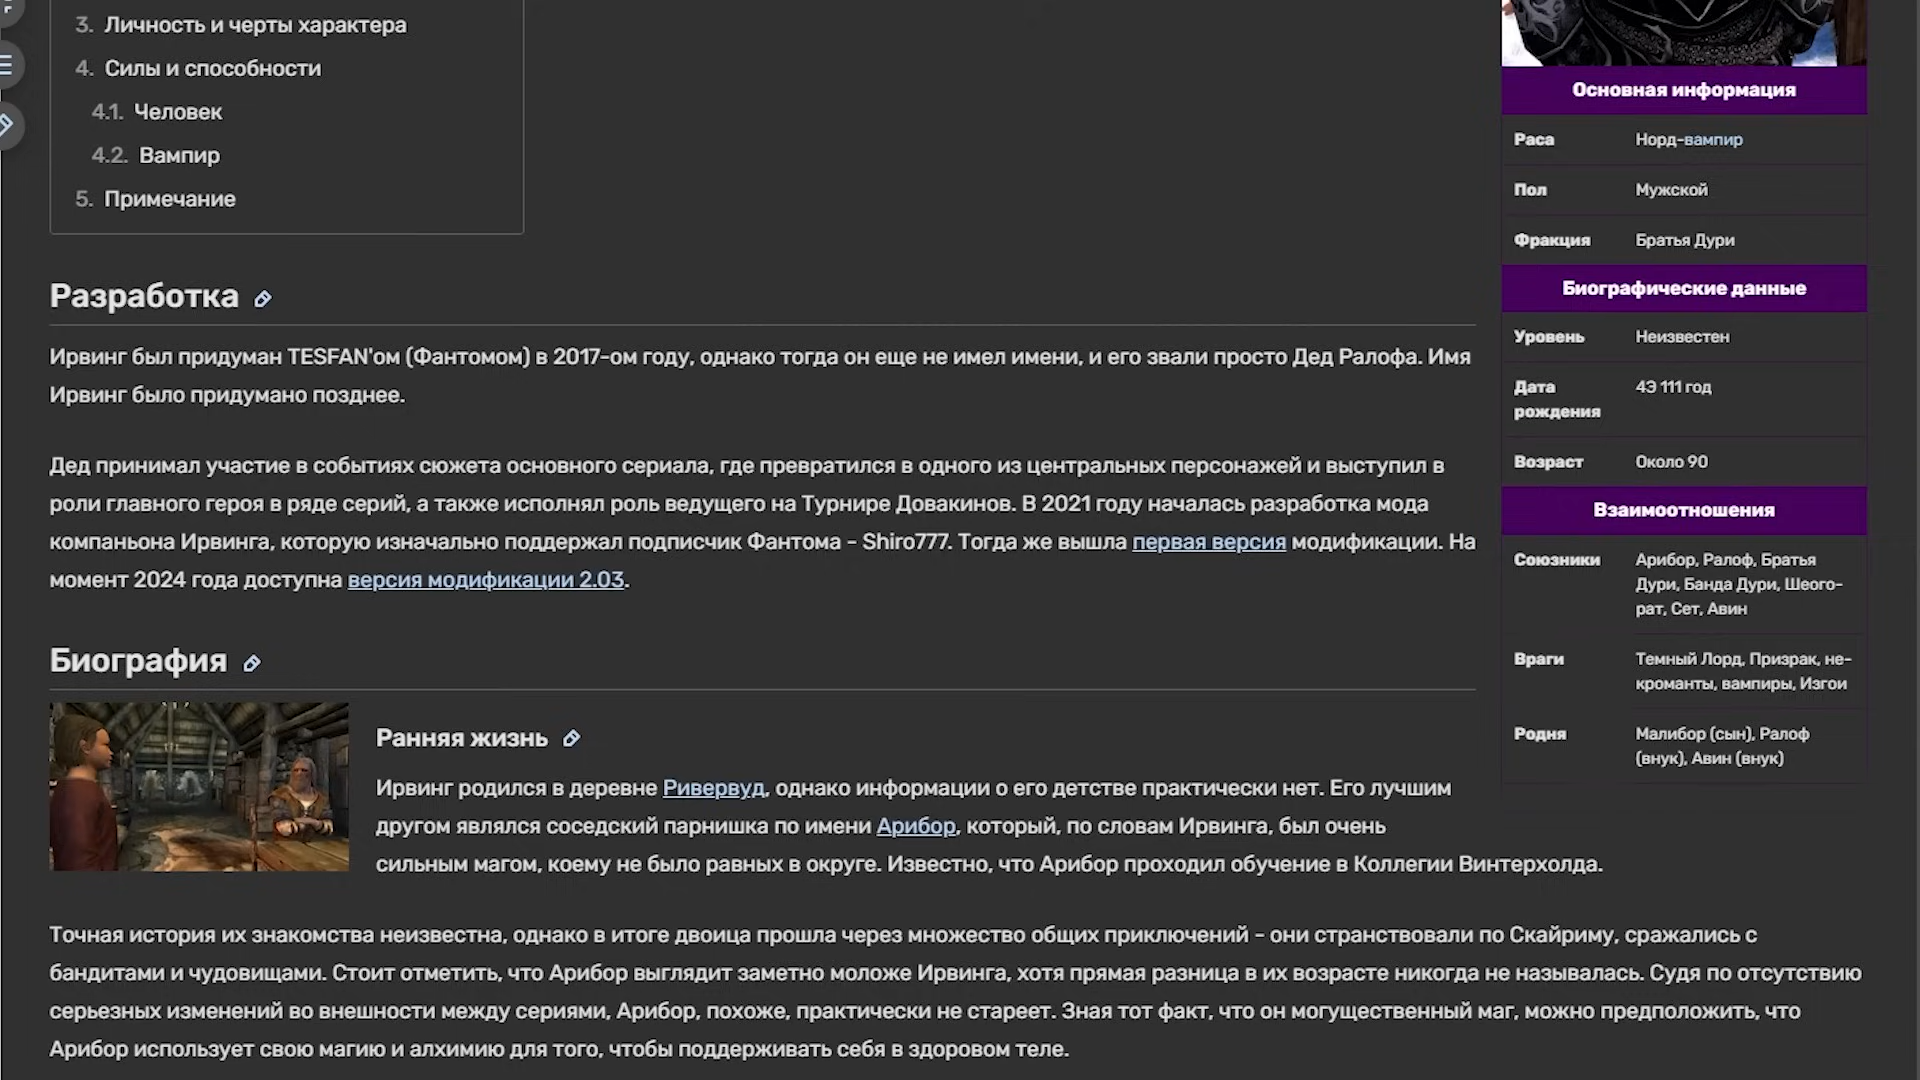 3. Личность и черты характера
4. Силы и способности
4.1. Человек
4.2. Вампир
5. Примечание
Разработка
Ирвинг был придуман TESFAN'ом (Фантомом) в 2017-ом году, однако тогда он еще не имел имени, и его звали просто Дед Ралофа. Имя
Ирвинг было придумано позднее.
Дед принимал участие в событиях сюжета основного сериала, где превратился в одного из центральных персонажей и выступил в
роли главного героя в ряде серий, а также исполнял роль ведущего на Турнире Довакинов. В 2021 году началась разработка мода
компаньона Ирвинга, которую изначально поддержал подписчик Фантома - Shiro777. Тогда же вышла первая версия модификации. На
момент 2024 года доступна версия модификации 2.03.
Биография
Ранняя жизнь
Ирвинг родился в деревне Ривервуд, однако информации о его детстве практически нет. Его лучшим
другом являлся соседский парнишка по имени Арибор, который, по словам Ирвинга, был очень
сильным магом, коему не было равных в округе. Известно, что Арибор проходил обучение в Коллегии Винтерхолда.
Точная история их знакомства неизвестна, однако в итоге двоица прошла через множество общих приключений - они странствовали по Скайриму, сражались с
бандитами и чудовищами. Стоит отметить, что Арибор выглядит заметно моложе Ирвинга, хотя прямая разница в их возрасте никогда не называлась. Судя по отсутствию
серьезных изменений во внешности между сериями, Арибор, похоже, практически не стареет. Зная тот факт, что он могущественный маг, можно предположить, что
Арибор использует свою магию и алхимию для того, чтобы поддерживать себя в здоровом теле.
Основная информация
Раса Норд-вампир
Пол Мужской
Фракция Братья Дури
Биографические данные
Уровень Неизвестен
Дата 4Э 111 год
рождения
Возраст Около 90
Взаимоотношения
Союзники Арибор, Ралоф, Братья
Дури, Банда Дури, Шеого-
рат, Сет, Авин
Враги Темный Лорд, Призрак, не-
кроманты, вампиры, Изгои
Родня Малибор (сын), Ралоф
(внук), Авин (внук)